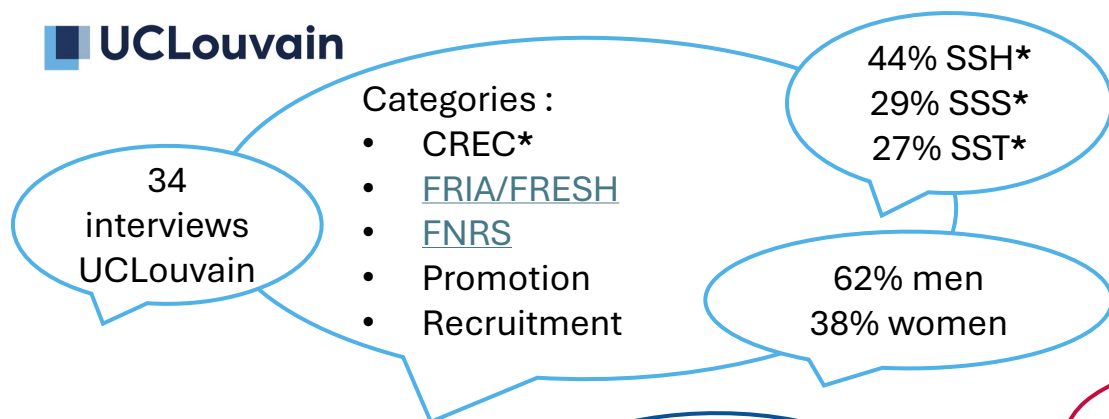 UCLouvain
34
interviews
UCLouvain
Categories :
• CREC*
• FRIA/FRESH
• FNRS
• Promotion
• Recruitment
44% SSH*
29% SSS*
27% SST*
62% men
38% women